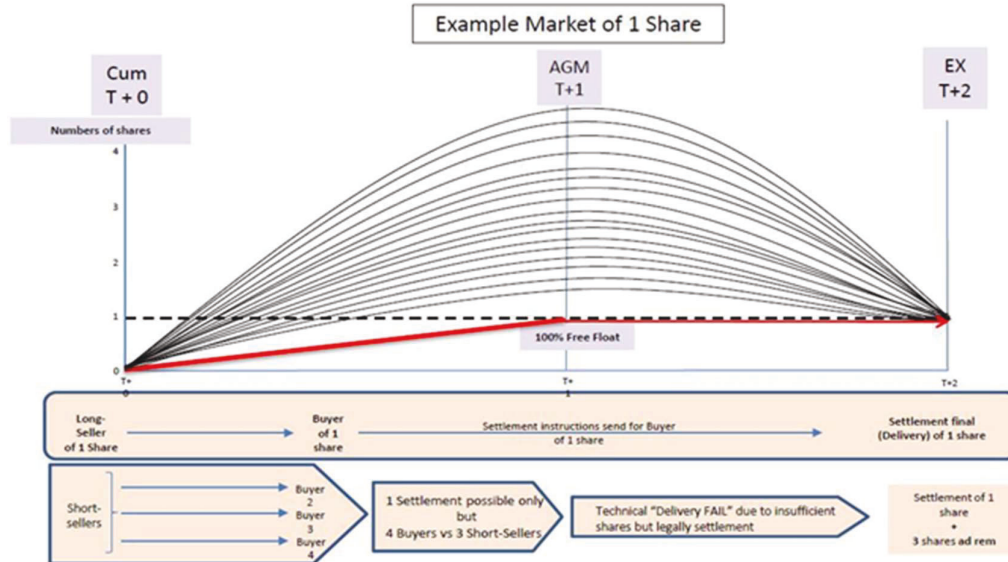 Example Market of 1 Share
Cum
T + 0
AGM
T+1
EX
T+2
Numbers of shares
4
3
2
1
0
100% Free Float
T+
0
T+
1
T+2
Long-
Seller
of 1 Share
Buyer
of 1
share
Settlement instructions send for Buyer
of 1 share
Settlement final
(Delivery) of 1 share
Short-
sellers
Buyer
2
Buyer
3
Buyer
4
1 Settlement possible only
but
4 Buyers vs 3 Short-Sellers
Technical “Delivery FAIL” due to insufficient
shares but legally settlement
Settlement of 1
share
+
3 shares ad rem